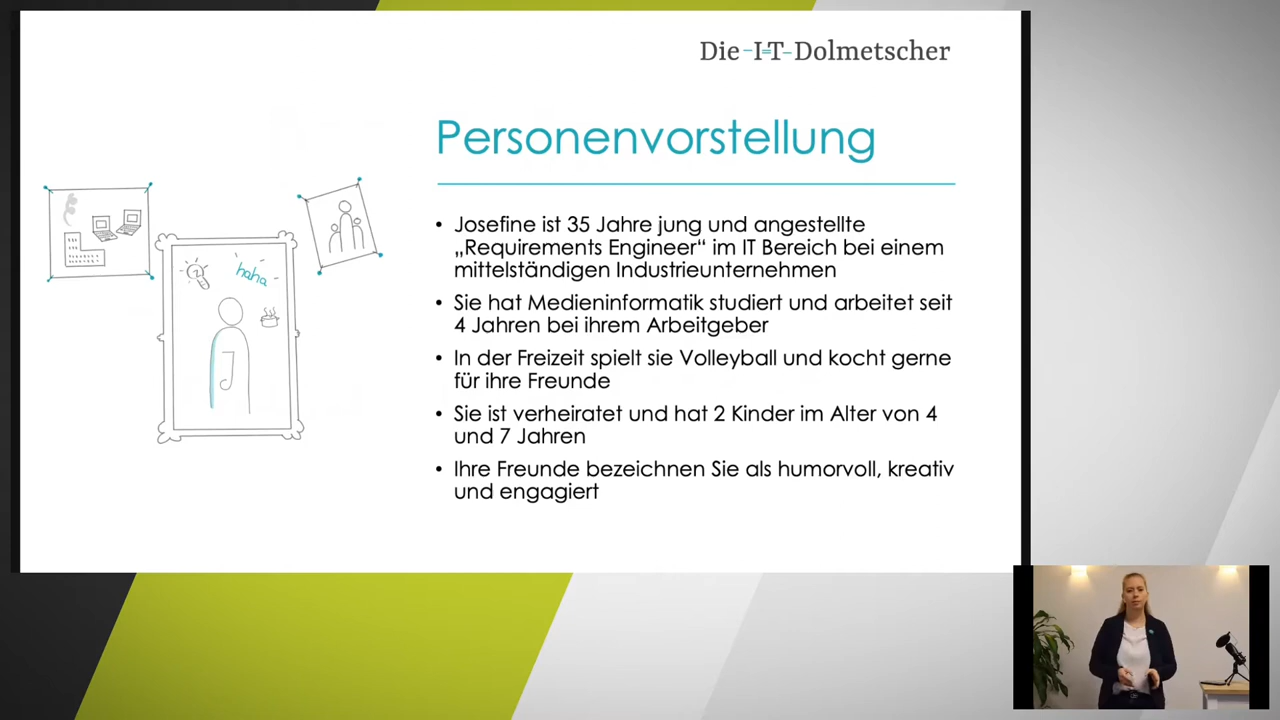 Die-I-T-Dolmetscher
Personenvorstellung
• Josefine ist 35 Jahre jung und angestellte
„Requirements Engineer“ im IT Bereich bei einem
mittelständigen Industrieunternehmen
• Sie hat Medieninformatik studiert und arbeitet seit
4 Jahren bei ihrem Arbeitgeber
• In der Freizeit spielt sie Volleyball und kocht gerne
für ihre Freunde
• Sie ist verheiratet und hat 2 Kinder im Alter von 4
und 7 Jahren
• Ihre Freunde bezeichnen Sie als humorvoll, kreativ
und engagiert
haha
J